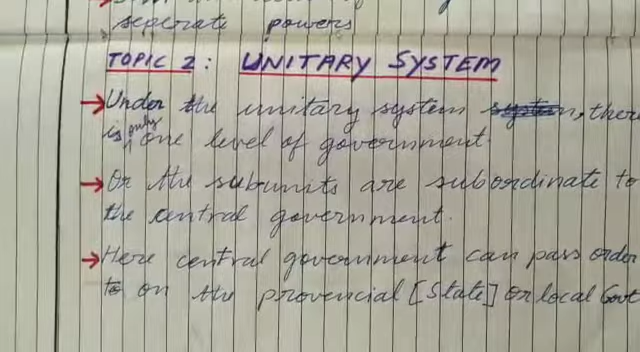 seperate powers
TOPIC 2: UNITARY SYSTEM
Under the unitary system, there
is only one level of government.
Or the subunits are subordinate to
the central government.
Here central government can pass order
to on the provencial [State] or local Govt